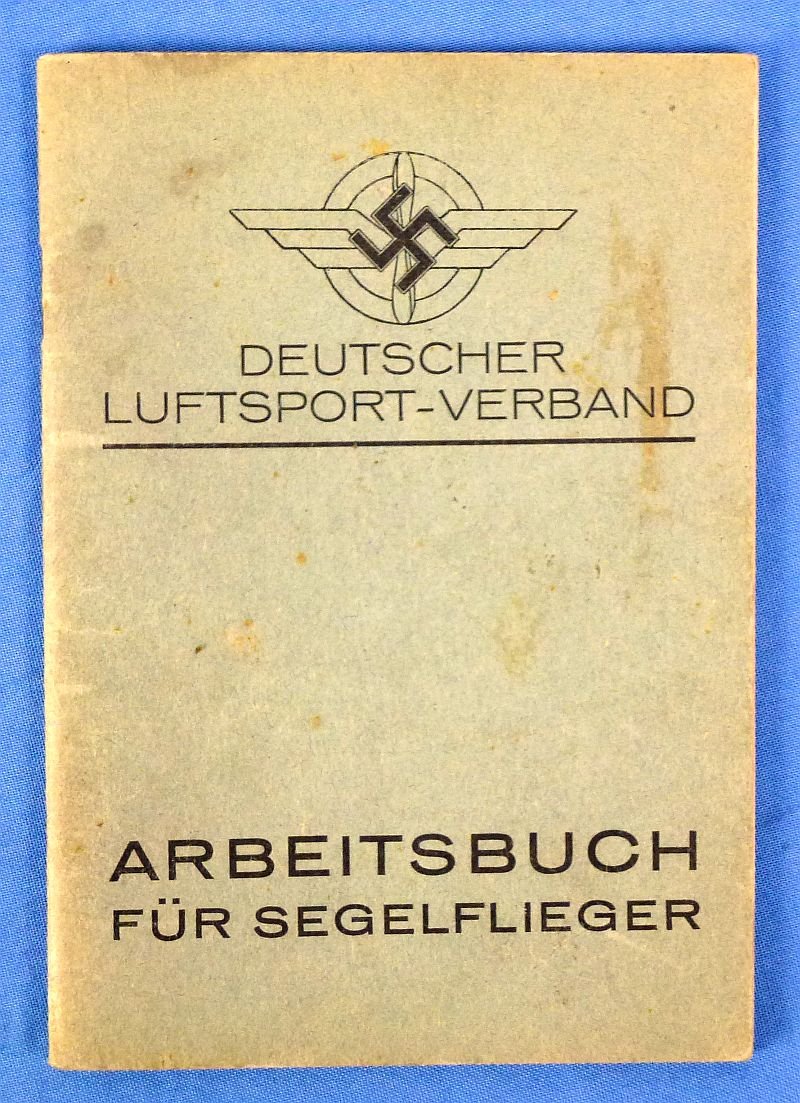 DEUTSCHER
LUFTSPORT-VERBAND
ARBEITSBUCH
FÜR SEGELFLIEGER